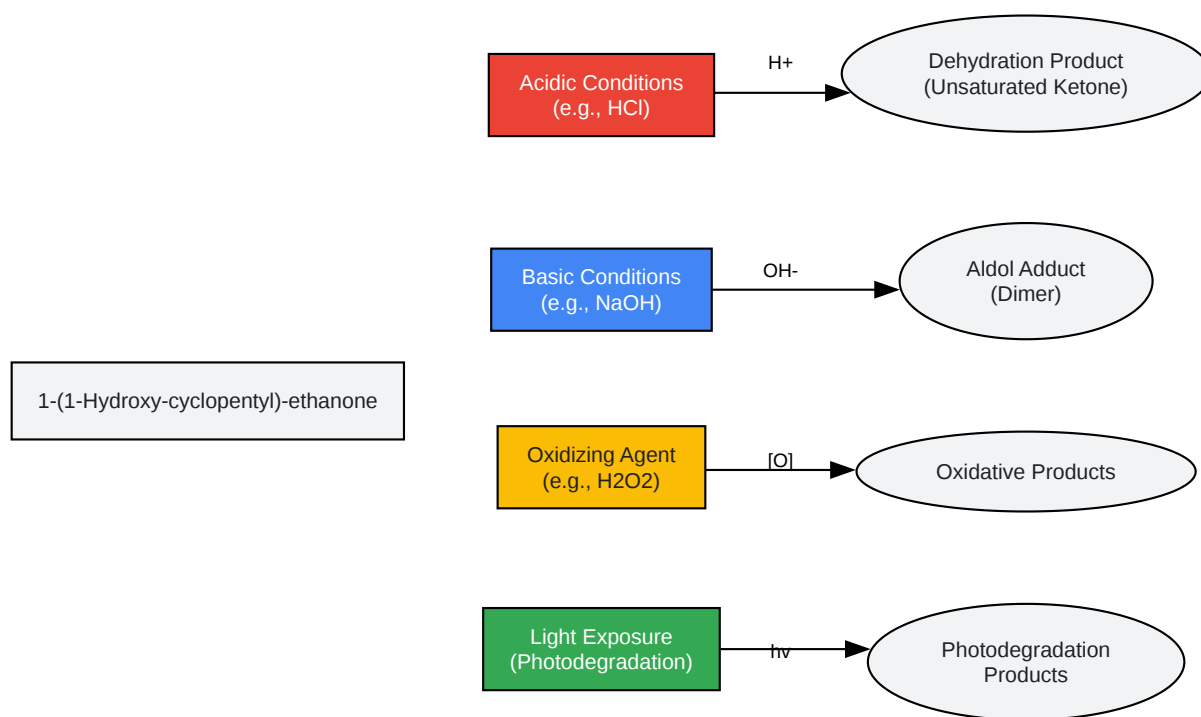 Acidic Conditions
(e.g., HCl)
H+
Dehydration Product
(Unsaturated Ketone)
Basic Conditions
(e.g., NaOH)
OH-
Aldol Adduct
(Dimer)
1-(1-Hydroxy-cyclopentyl)-ethanone
Oxidizing Agent
(e.g., H2O2)
[O]
Oxidative Products
Light Exposure
(Photodegradation)
hv
Photodegradation
Products